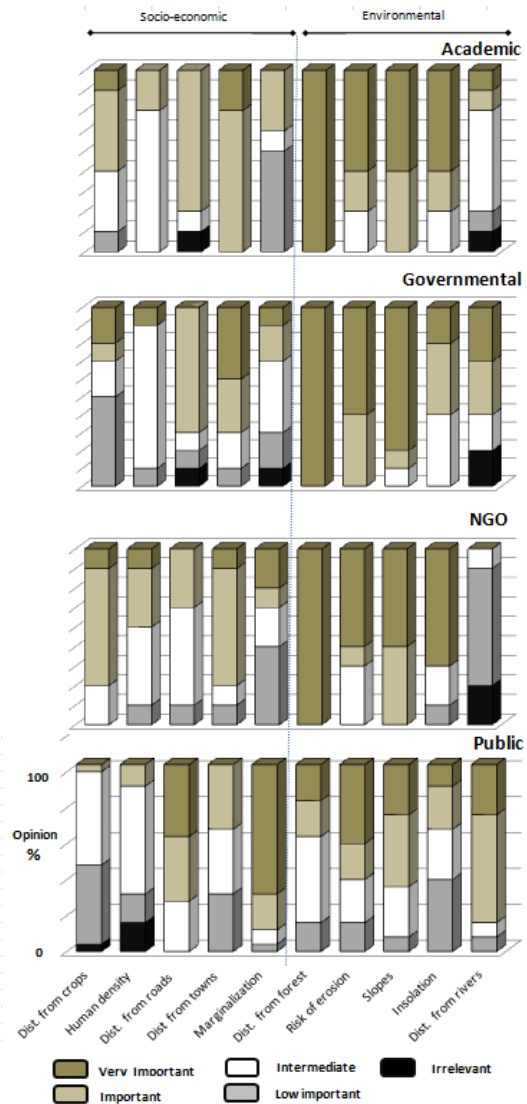 Socio-economic
Environmental
Academic
Governmental
NGO
Public
100
Opinion
%
0
Dist. from crops
Human density
Dist. from roads
Dist from towns
Marginalization
Dist. from forest
Risk of erosion
Slopes
Insolation
Dist. from rivers
Very Important
Intermediate
Irrelevant
Important
Low important